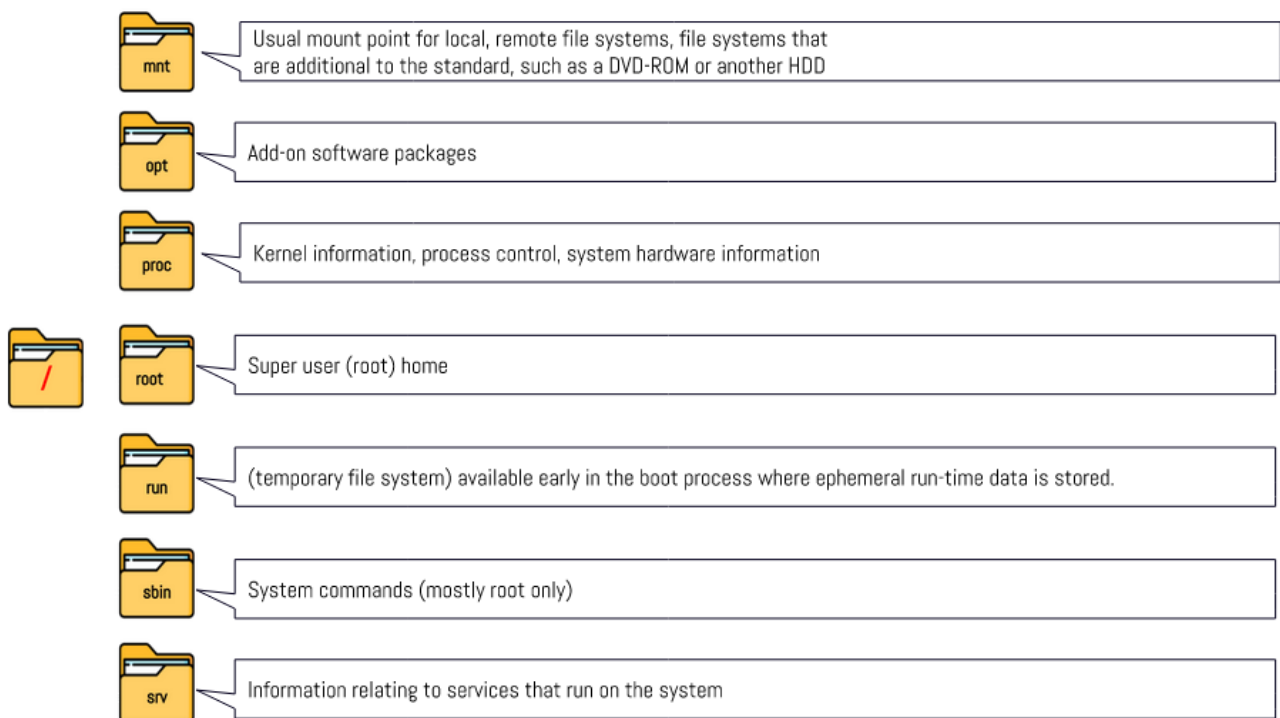 mnt
Usual mount point for local, remote file systems, file systems that
are additional to the standard, such as a DVD-ROM or another HDD
opt
Add-on software packages
proc
Kernel information, process control, system hardware information
/
root
Super user (root) home
run
(temporary file system) available early in the boot process where ephemeral run-time data is stored.
sbin
System commands (mostly root only)
srv
Information relating to services that run on the system